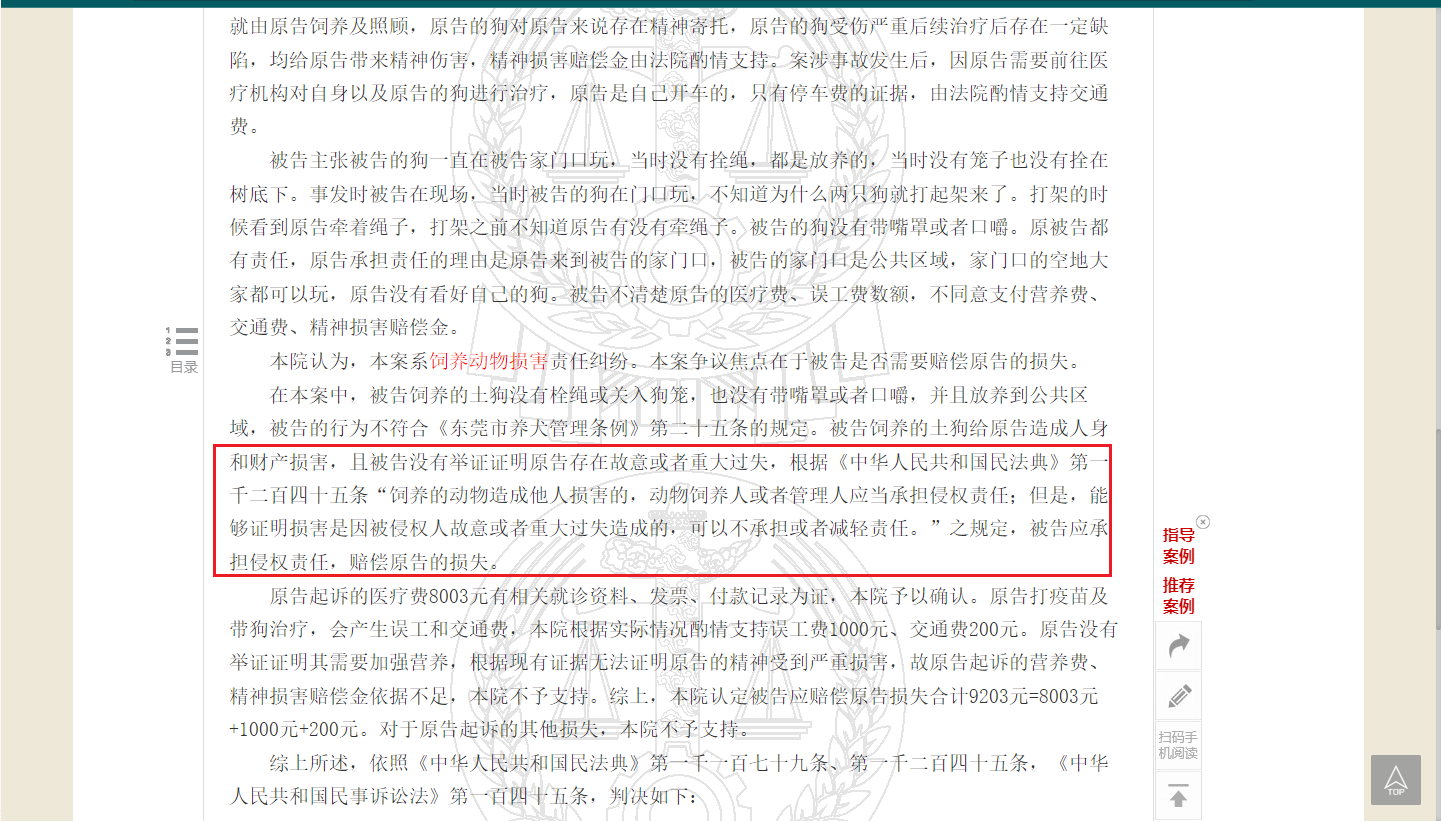 就由原告饲养及照顾，原告的狗对原告来说存在精神寄托，原告的狗受伤严重后续治疗后存在一定缺
陷，均给原告带来精神伤害，精神损害赔偿金由法院酌情支持。案涉事故发生后，因原告需要前往医
疗机构对自身以及原告的狗进行治疗，原告是自己开车的，只有停车费的证据，由法院酌情支持交通
费。
被告主张被告的狗一直在被告家门口玩，当时没有拴绳，都是放养的，当时没有笼子也没有拴在
树底下。事发时被告在现场，当时被告的狗在门口玩，不知道为什么两只狗就打起架来了。打架的时
候看到原告牵着绳子，打架之前不知道原告有没有牵绳子。被告的狗没有带嘴罩或者口嚼。原被告都
有责任，原告承担责任的理由是原告来到被告的家门口，被告的家门口是公共区域，家门口的空地大
家都可以玩，原告没有看好自己的狗。被告不清楚原告的医疗费、误工费数额，不同意支付营养费、
交通费、精神损害赔偿金。
本院认为，本案系饲养动物损害责任纠纷。本案争议焦点在于被告是否需要赔偿原告的损失。
在本案中，被告饲养的土狗没有栓绳或关入狗笼，也没有带嘴罩或者口嚼，并且放养到公共区
域，被告的行为不符合《东莞市养犬管理条例》第二十五条的规定。被告饲养的土狗给原告造成人身
和财产损害，且被告没有举证证明原告存在故意或者重大过失，根据《中华人民共和国民法典》第一
千二百四十五条“饲养的动物造成他人损害的，动物饲养人或者管理人应当承担侵权责任；但是，能
够证明损害是因被侵权人故意或者重大过失造成的，可以不承担或者减轻责任。”之规定，被告应承
担侵权责任，赔偿原告的损失。
原告起诉的医疗费8003元有相关就诊资料、发票、付款记录为证，本院予以确认。原告打疫苗及
带狗治疗，会产生误工和交通费，本院根据实际情况酌情支持误工费1000元、交通费200元。原告没有
举证证明其需要加强营养，根据现有证据无法证明原告的精神受到严重损害，故原告起诉的营养费、
精神损害赔偿金依据不足，本院不予支持。综上，本院认定被告应赔偿原告损失合计9203元=8003元
+1000元+200元。对于原告起诉的其他损失，本院不予支持。
综上所述，依照《中华人民共和国民法典》第一千一百七十九条、第一千二百四十五条，《中华
人民共和国民事诉讼法》第一百四十五条，判决如下：
1
2
3
目录
指导
案例
推荐
案例
扫码手
机阅读
TOP